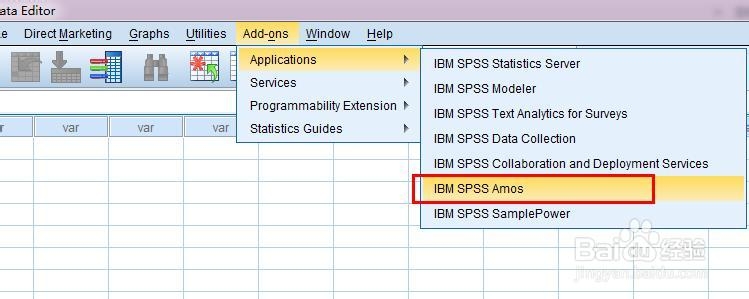 ata Editor
le Direct Marketing Graphs Utilities Add-ons Window Help
Applications
Services
Programmability Extension
Statistics Guides
IBM SPSS Statistics Server
IBM SPSS Modeler
IBM SPSS Text Analytics for Surveys
IBM SPSS Data Collection
IBM SPSS Collaboration and Deployment Services
IBM SPSS Amos
IBM SPSS SamplePower
r var var var
Baidu 经验
jingyan.baidu.com